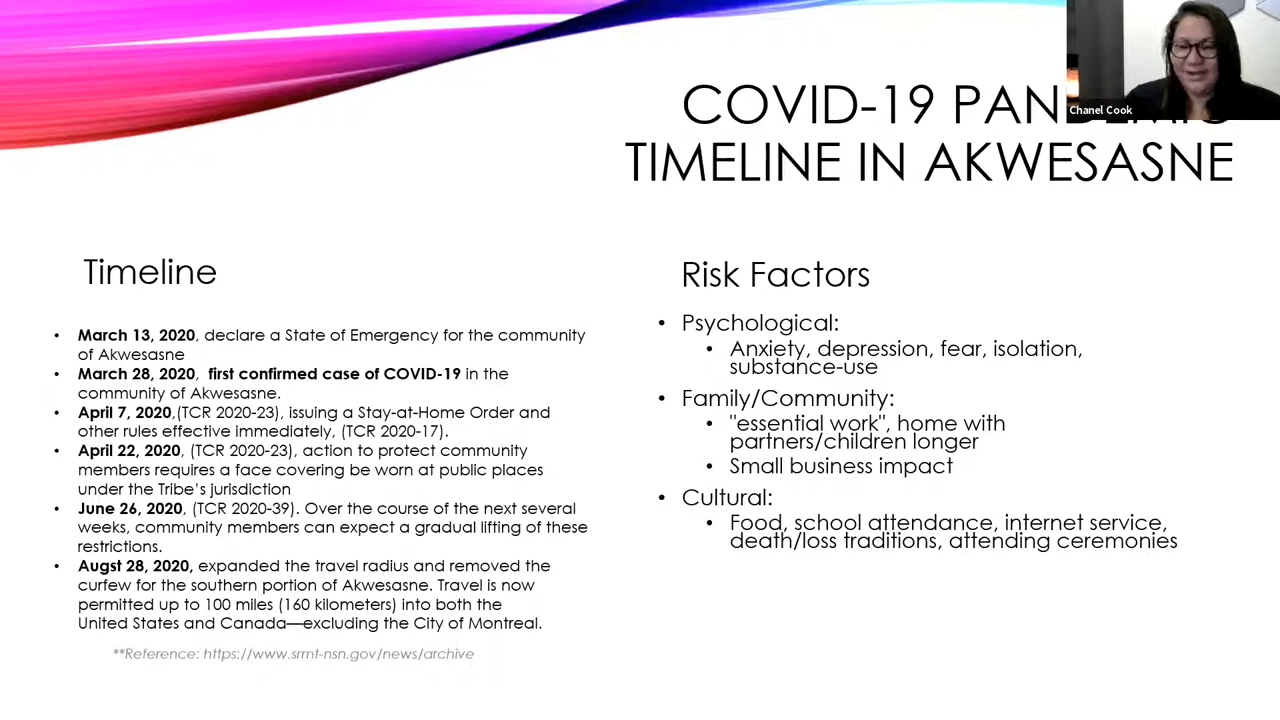 Chanel Cook
COVID-19
TIMELINE IN AKWESASNE
Timeline
• March 13, 2020, declare a State of Emergency for the community
of Akwesasne
• March 28, 2020, first confirmed case of COVID-19 in the
community of Akwesasne.
• April 7, 2020,(TCR 2020-23), issuing a Stay-at-Home Order and
other rules effective immediately, (TCR 2020-17).
• April 22, 2020, (TCR 2020-23), action to protect community
members requires a face covering be worn at public places
under the Tribe's jurisdiction
• June 26, 2020, (TCR 2020-39). Over the course of the next several
weeks, community members can expect a gradual lifting of these
restrictions.
• Augst 28, 2020, expanded the travel radius and removed the
curfew for the southern portion of Akwesasne. Travel is now
permitted up to 100 miles (160 kilometers) into both the
United States and Canada—excluding the City of Montreal.
**Reference: https://www.srmt-nsn.gov/news/archive
Risk Factors
• Psychological:
• Anxiety, depression, fear, isolation,
substance-use
• Family/Community:
• "essential work", home with
partners/children longer
• Small business impact
• Cultural:
• Food, school attendance, internet service,
death/loss traditions, attending ceremonies